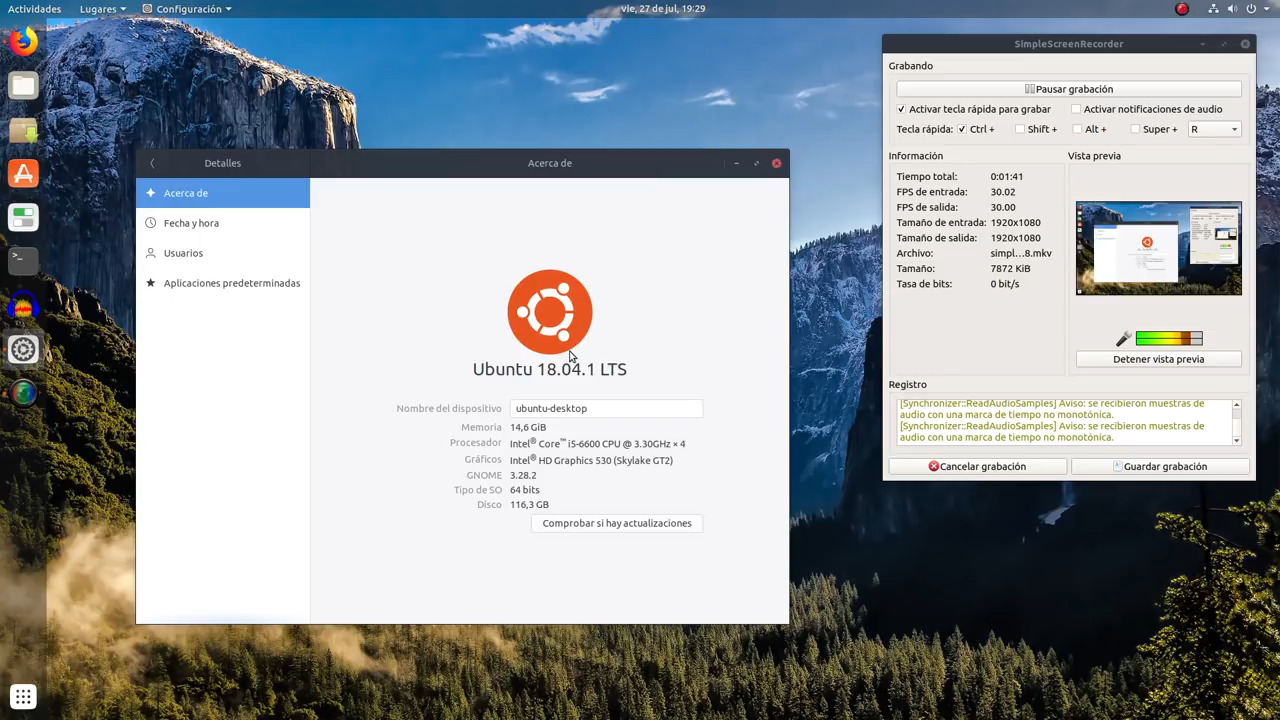 Actividades
Lugares
Configuración
vie, 27 de jul, 19:29
Detalles
Acerca de
Acerca de
Fecha y hora
Usuarios
Aplicaciones predeterminadas
Ubuntu 18.04.1 LTS
Nombre del dispositivo ubuntu-desktop
Memoria 14,6 GiB
Procesador Intel® Core™ i5-6600 CPU @ 3.30GHz × 4
Gráficos Intel® HD Graphics 530 (Skylake GT2)
GNOME 3.28.2
Tipo de SO 64 bits
Disco 116,3 GB
Comprobar si hay actualizaciones
SimpleScreenRecorder
Grabando
Pausar grabación
Activar tecla rápida para grabar
Activar notificaciones de audio
Tecla rápida: Ctrl + Shift + Alt + Super + R
Información
Tiempo total: 0:01:41
FPS de entrada: 30.02
FPS de salida: 30.00
Tamaño de entrada: 1920x1080
Tamaño de salida: 1920x1080
Archivo: simpl...8.mkv
Tamaño: 7872 KiB
Tasa de bits: 0 bit/s
Vista previa
Detener vista previa
Registro
[Synchronizer::ReadAudioSamples] Aviso: se recibieron muestras de
audio con una marca de tiempo no monotónica.
[Synchronizer::ReadAudioSamples] Aviso: se recibieron muestras de
audio con una marca de tiempo no monotónica.
Cancelar grabación
Guardar grabación